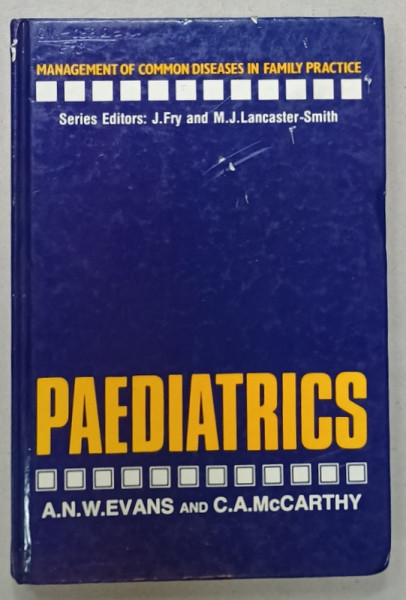 MANAGEMENT OF COMMON DISEASES IN FAMILY PRACTICE
Series Editors: J.Fry and M.J.Lancaster-Smith
PAEDIATRICS
A.N.W.EVANS AND C.A.McCARTHY